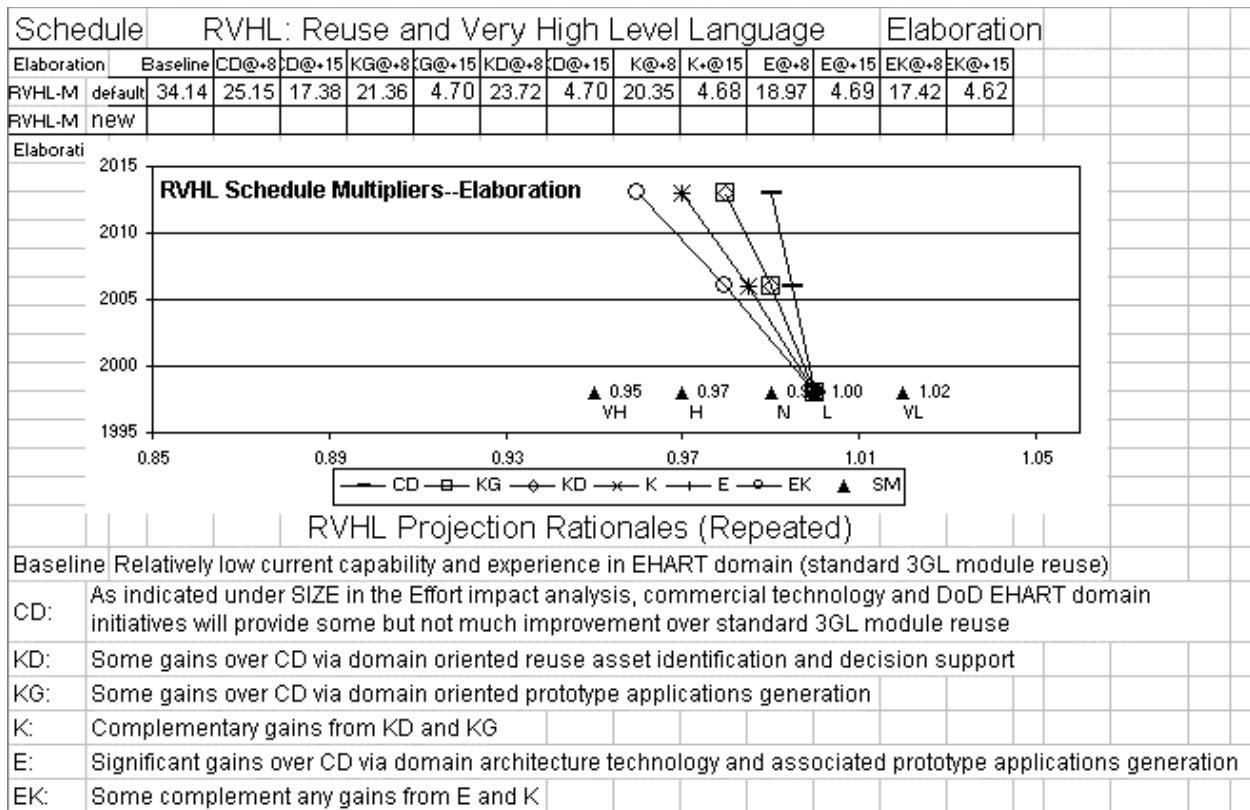 Schedule RVHL: Reuse and Very High Level Language Elaboration
Elaboration Baseline CD@+8 CD@+15 KG@+8 KG@+15 KD@+8 KD@+15 K@+8 K+@15 E@+8 E@+15 EK@+8 EK@+15
RVHL-M default 34.14 25.15 17.38 21.36 4.70 23.72 4.70 20.35 4.68 18.97 4.69 17.42 4.62
RVHL-M new
Elaborati
2015
RVHL Schedule Multipliers--Elaboration
2010
2005
2000
0.95 0.97 1.00 1.02
VH H N L VL
1995
0.85 0.89 0.93 0.97 1.01 1.05
CD KG KD K E EK SM
RVHL Projection Rationales (Repeated)
Baseline Relatively low current capability and experience in EHART domain (standard 3GL module reuse)
CD: As indicated under SIZE in the Effort impact analysis, commercial technology and DoD EHART domain
initiatives will provide some but not much improvement over standard 3GL module reuse
KD: Some gains over CD via domain oriented reuse asset identification and decision support
KG: Some gains over CD via domain oriented prototype applications generation
K: Complementary gains from KD and KG
E: Significant gains over CD via domain architecture technology and associated prototype applications generation
EK: Some complement any gains from E and K